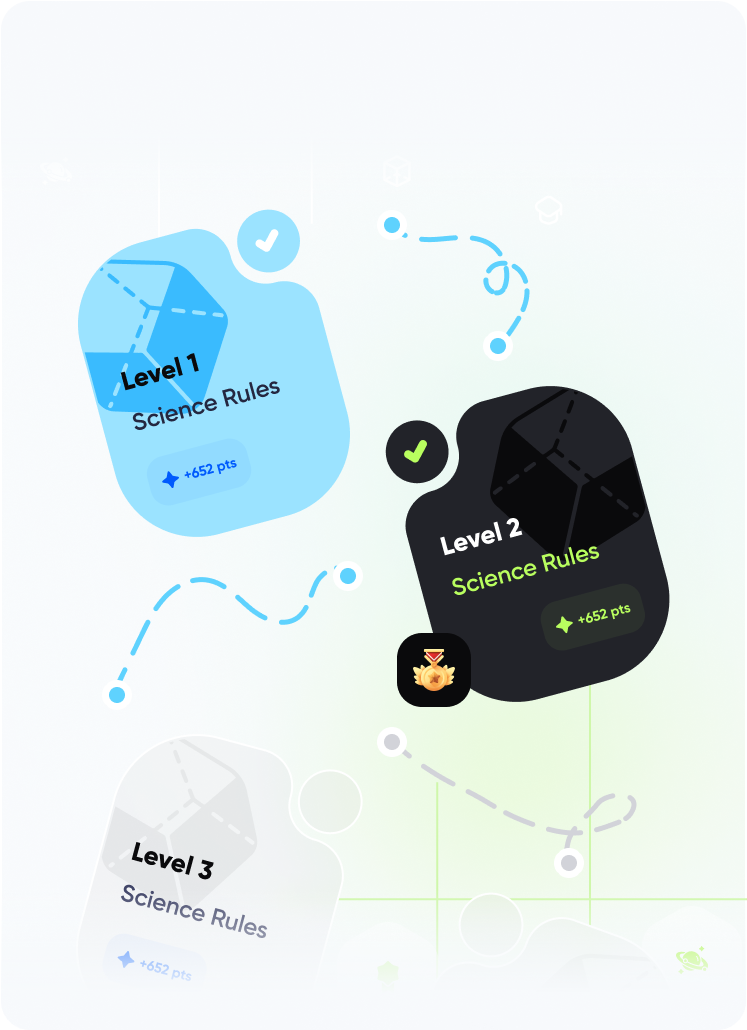 Level 1
Science Rules
+652 pts
Level 2
Science Rules
+652 pts
Level 3
Science Rules
+652 pts